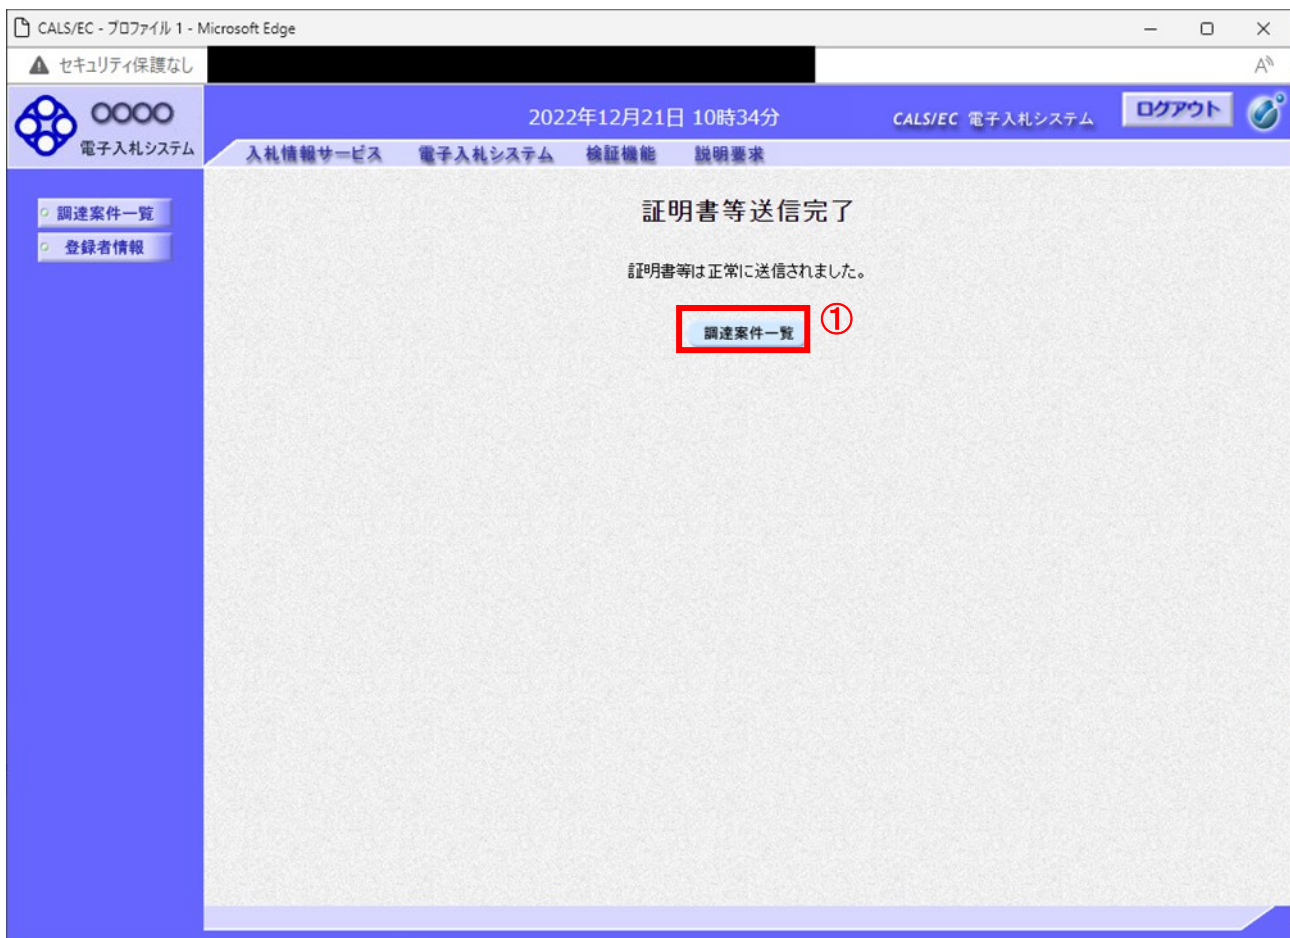 CALS/EC - プロファイル 1 - Microsoft Edge
セキュリティ保護なし
A
OOOO
電子入札システム
2022年12月21日 10時34分
CALS/EC 電子入札システム
ログアウト
入札情報サービス 電子入札システム 検証機能 説明要求
調達案件一覧
登録者情報
証明書等送信完了
証明書等は正常に送信されました。
調達案件一覧
①